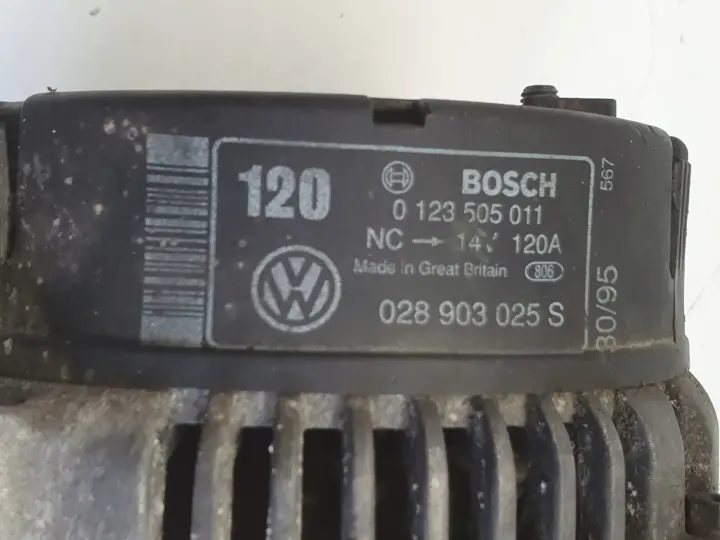 120
BOSCH
0 123 505 011
NC → 14V 120A
Made in Great Britain 806
028 903 025 S
567
30/95